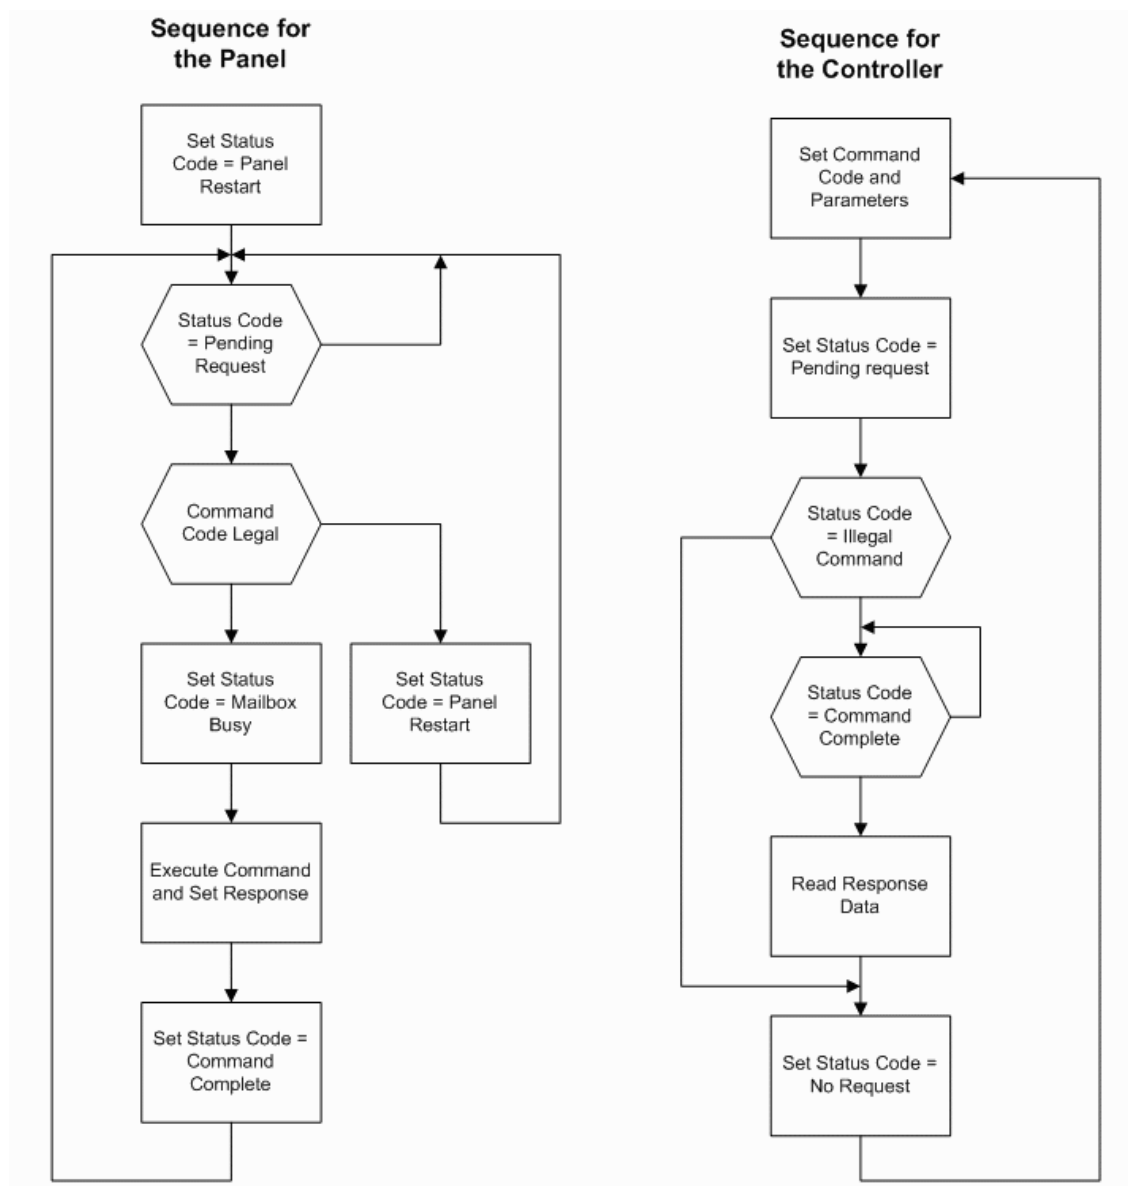 Sequence for
the Panel
Set Status
Code = Panel
Restart
Status Code
= Pending
Request
Command
Code Legal
Set Status
Code = Mailbox
Busy
Set Status
Code = Panel
Restart
Execute Command
and Set Response
Set Status Code =
Command
Complete
Sequence for
the Controller
Set Command
Code and
Parameters
Set Status Code =
Pending request
Status Code
= Illegal
Command
Status Code
= Command
Complete
Read Response
Data
Set Status Code =
No Request